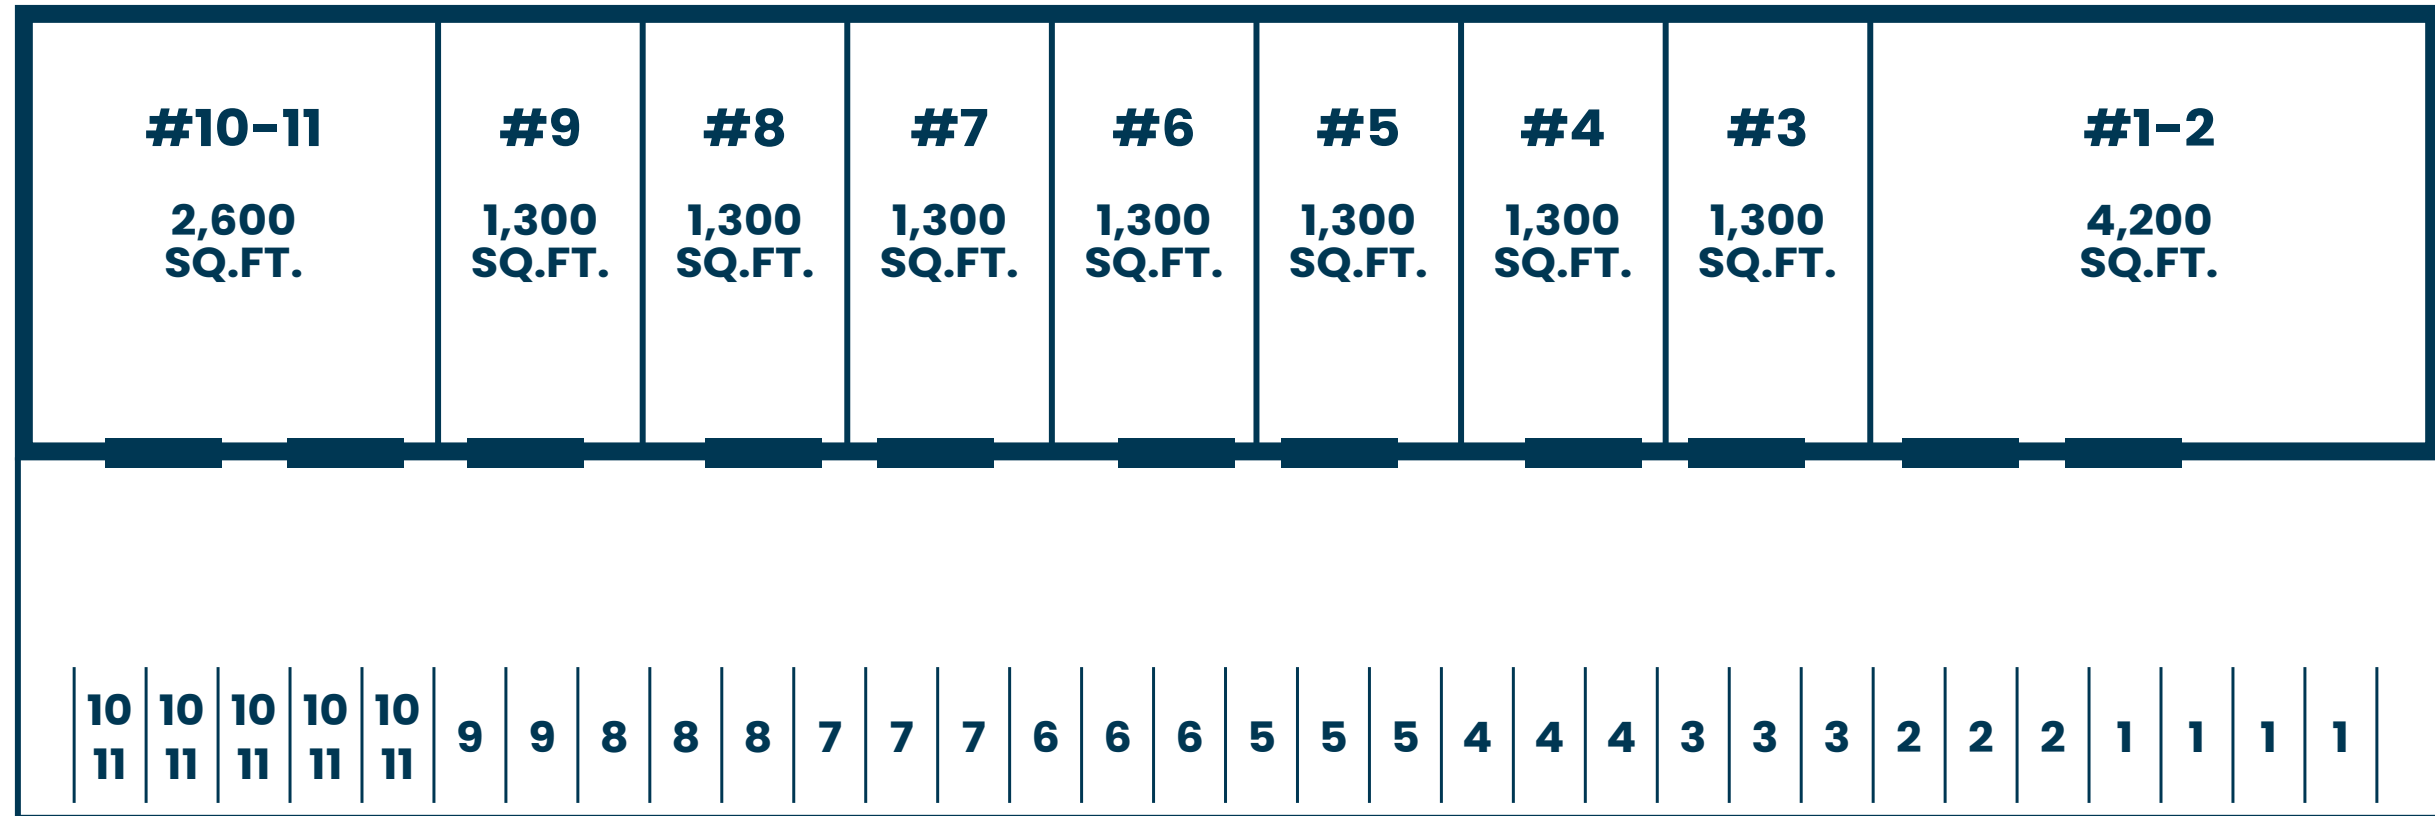 #10-11 #9 #8 #7 #6 #5 #4 #3 #1-2
2,600 1,300 1,300 1,300 1,300 1,300 1,300 1,300 4,200
SQ.FT. SQ.FT. SQ.FT. SQ.FT. SQ.FT. SQ.FT. SQ.FT. SQ.FT. SQ.FT.
10 10 10 10 10
9 9 8 8 8 7 7 7 6 6 6 5 5 5 4 4 4 3 3 3 2 2 2 1 1 1 1
11 11 11 11 11